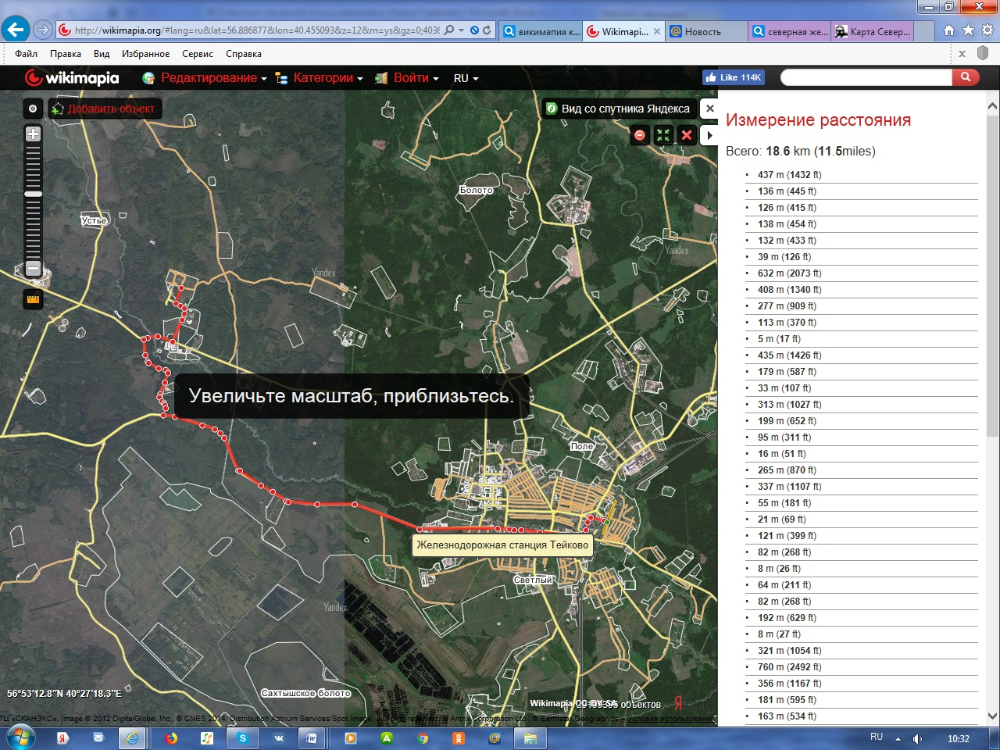 http://wikimapia.org/#lang=ru&lat=56.886877&lon=40.455093&z=12&m=ys&gz=0;4036
викимапия к...
Wikimapi...
Новость
северная же...
Карта Север...
Файл Правка Вид Избранное Сервис Справка
x
wikimapia
Редактирование
Категории
Войти
RU
Like 114K
Добавить объект
Вид со спутника Яндекса
Измерение расстояния
Всего: 18.6 km (11.5miles)
437 m (1432 ft)
136 m (445 ft)
126 m (415 ft)
138 m (454 ft)
132 m (433 ft)
39 m (126 ft)
632 m (2073 ft)
408 m (1340 ft)
277 m (909 ft)
113 m (370 ft)
5 m (17 ft)
435 m (1426 ft)
179 m (587 ft)
33 m (107 ft)
313 m (1027 ft)
199 m (652 ft)
95 m (311 ft)
16 m (51 ft)
265 m (870 ft)
337 m (1107 ft)
55 m (181 ft)
21 m (69 ft)
121 m (399 ft)
82 m (268 ft)
8 m (26 ft)
64 m (211 ft)
82 m (268 ft)
192 m (629 ft)
8 m (27 ft)
321 m (1054 ft)
760 m (2492 ft)
356 m (1167 ft)
181 m (595 ft)
163 m (534 ft)
Болото
Устье
Yandex
Yandex
Увеличьте масштаб, приблизьтесь.
Поле
Железнодорожная станция Тейково
Светлый
Yandex
Сахтышское болото
56°53'12.8"N 40°27'18.3"E
Wikimapia CC-BY-SA
объектов
Я
ТЦ «СКАНЭКС», Image © 2012 DigitalGlobe, Inc., © CNES 2014, Distribution Astrium Services/Spot Image
© Earthstar Geographics – Условия использования
RU
10:32